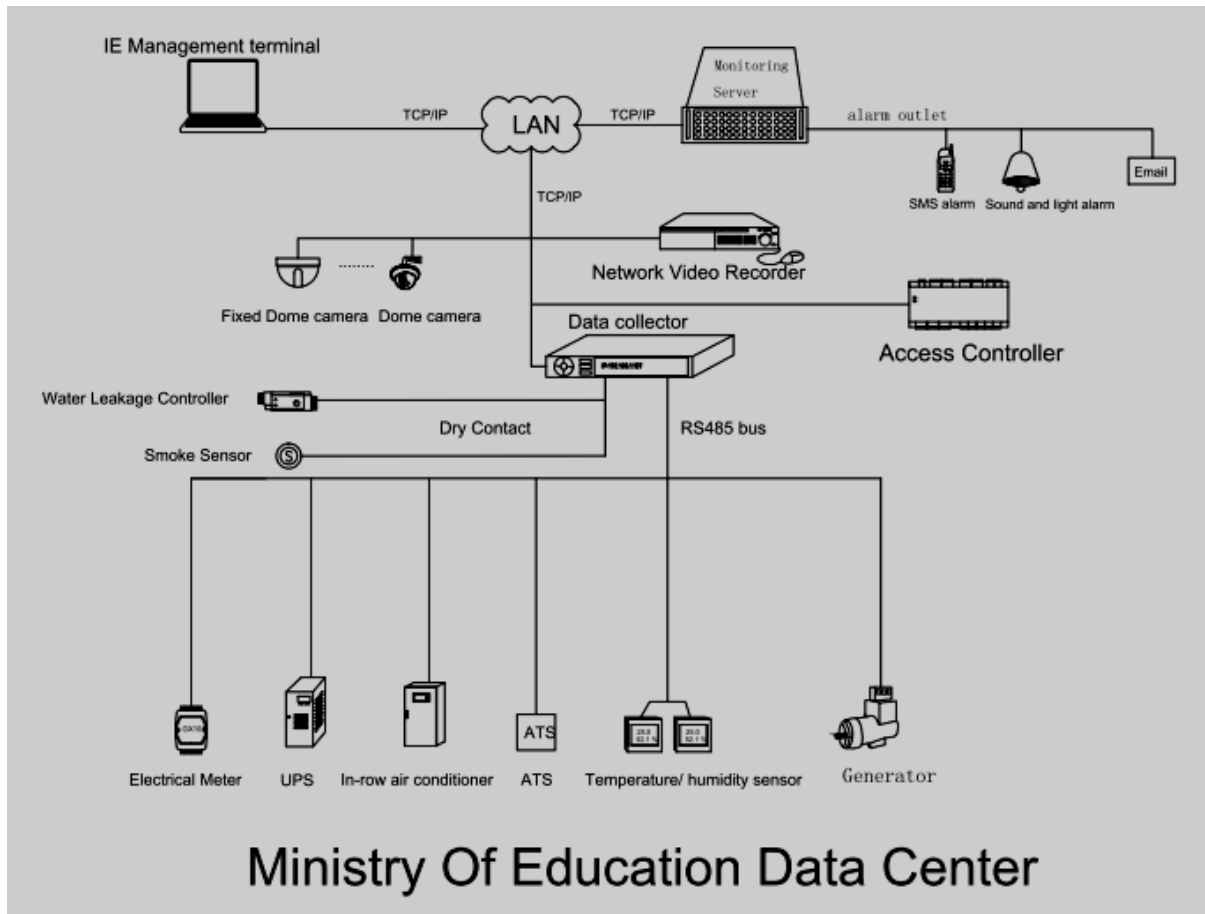 IE Management terminal
Monitoring
Server
TCP/IP
LAN
TCP/IP
alarm outlet
Email
SMS alarm
Sound and light alarm
TCP/IP
Network Video Recorder
Fixed Dome camera
Dome camera
Data collector
Access Controller
Water Leakage Controller
Dry Contact
RS485 bus
Smoke Sensor
ATS
Electrical Meter
UPS
In-row air conditioner
ATS
Temperature/ humidity sensor
Generator
Ministry Of Education Data Center